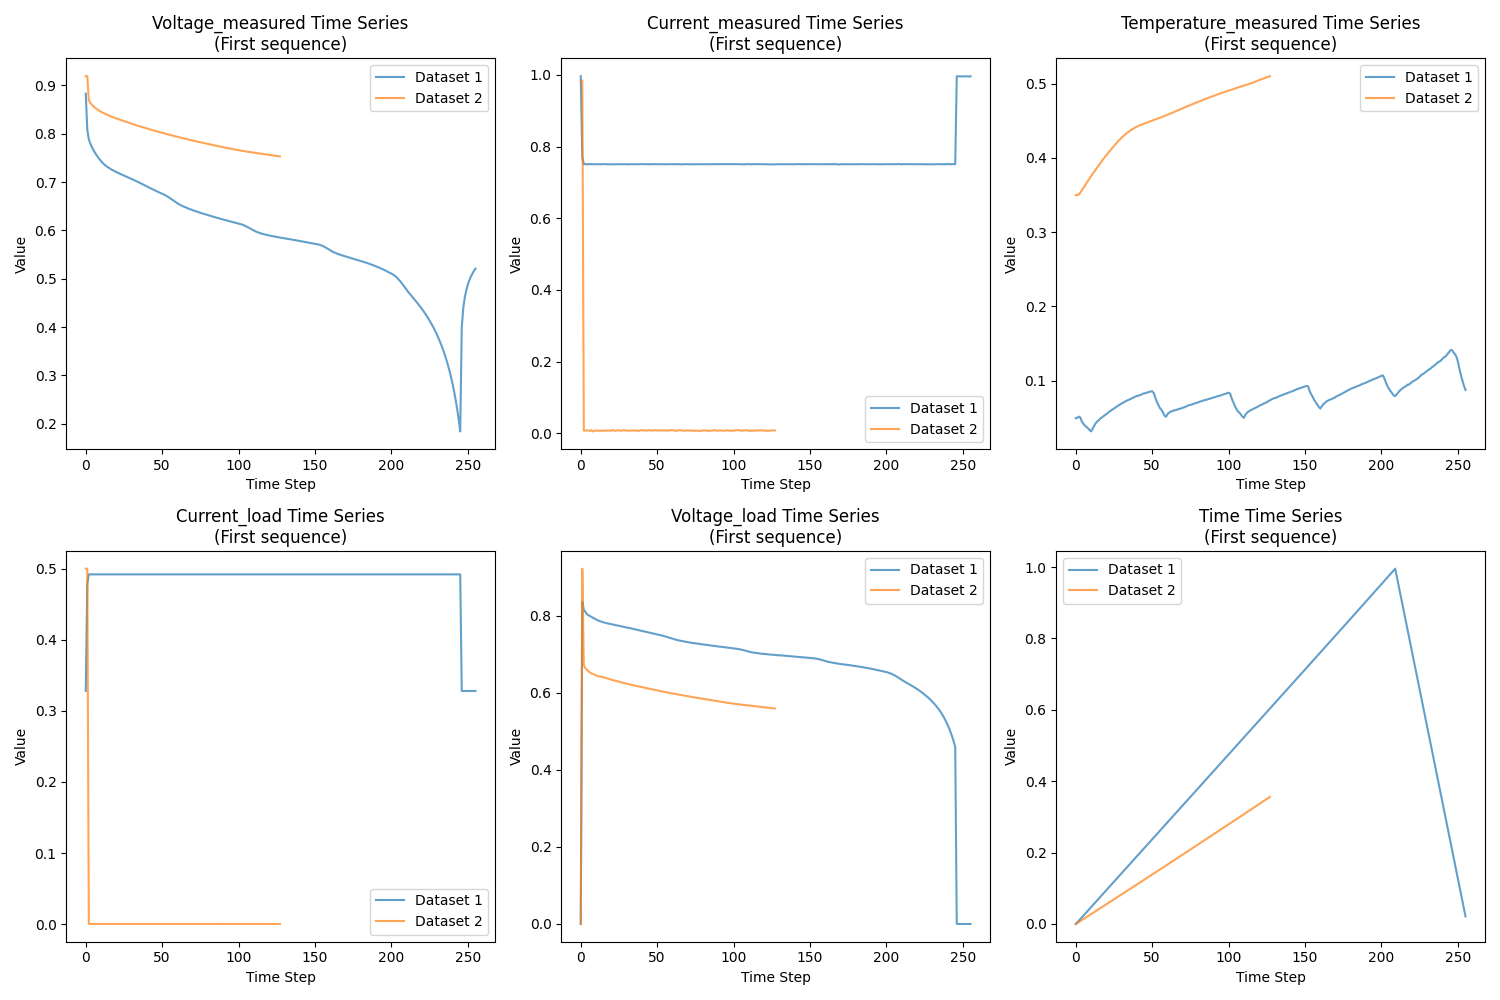 Voltage_measured Time Series
(First sequence)
Value
0.9
0.8
0.7
0.6
0.5
0.4
0.3
0.2
0
50
100
150
200
250
Time Step
Dataset 1
Dataset 2
Current_measured Time Series
(First sequence)
Value
1.0
0.8
0.6
0.4
0.2
0.0
0
50
100
150
200
250
Time Step
Dataset 1
Dataset 2
Temperature_measured Time Series
(First sequence)
Value
0.5
0.4
0.3
0.2
0.1
0
50
100
150
200
250
Time Step
Dataset 1
Dataset 2
Current_load Time Series
(First sequence)
Value
0.5
0.4
0.3
0.2
0.1
0.0
0
50
100
150
200
250
Time Step
Dataset 1
Dataset 2
Voltage_load Time Series
(First sequence)
Value
0.8
0.6
0.4
0.2
0.0
0
50
100
150
200
250
Time Step
Dataset 1
Dataset 2
Time Time Series
(First sequence)
Value
1.0
0.8
0.6
0.4
0.2
0.0
0
50
100
150
200
250
Time Step
Dataset 1
Dataset 2